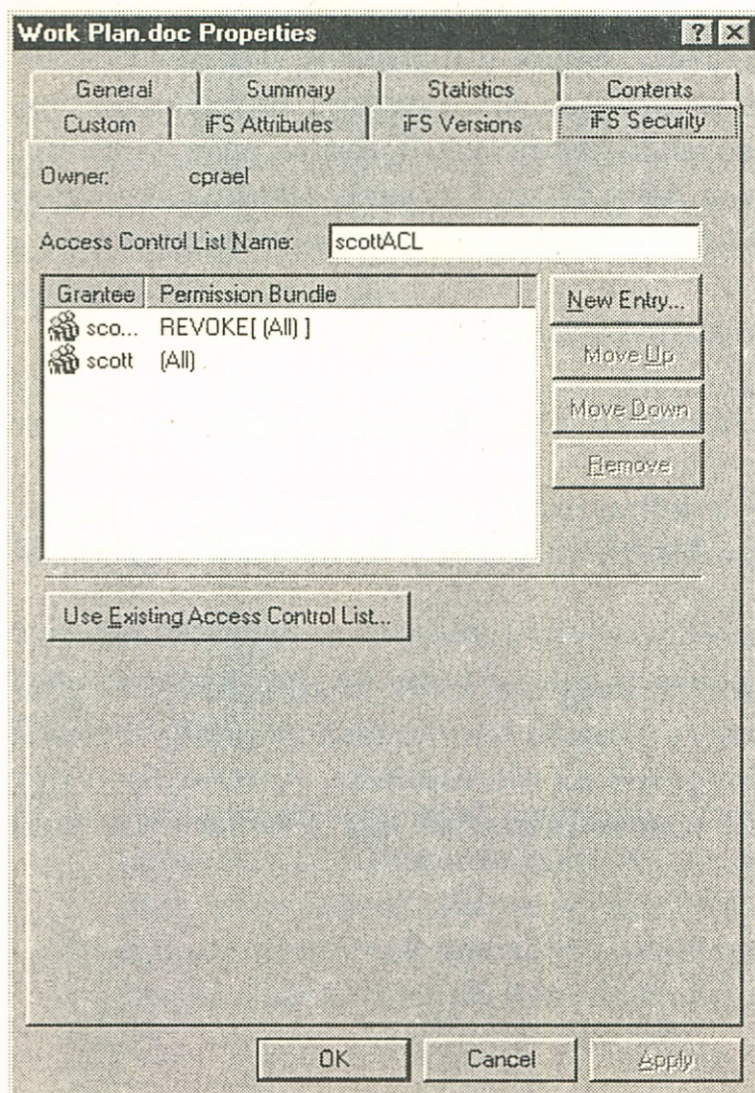 Work Plan.doc Properties
General Summary Statistics Contents
Custom iFS Attributes iFS Versions iFS Security
Owner: cprael
Access Control List Name: scottACL
Grantee Permission Bundle
sco... REVOKE[ (All) ]
scott (All)
New Entry...
Move Up
Move Down
Remove
Use Existing Access Control List...
OK Cancel Apply